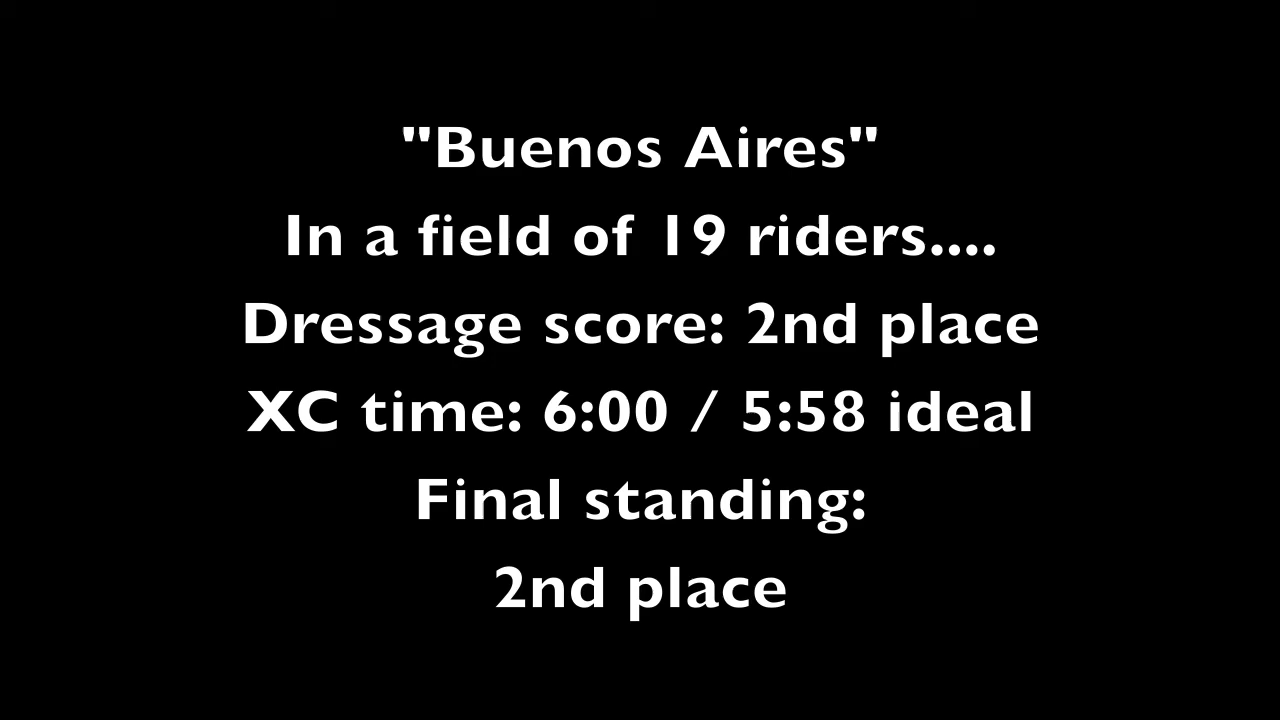 "Buenos Aires"
In a field of 19 riders....
Dressage score: 2nd place
XC time: 6:00 / 5:58 ideal
Final standing:
2nd place